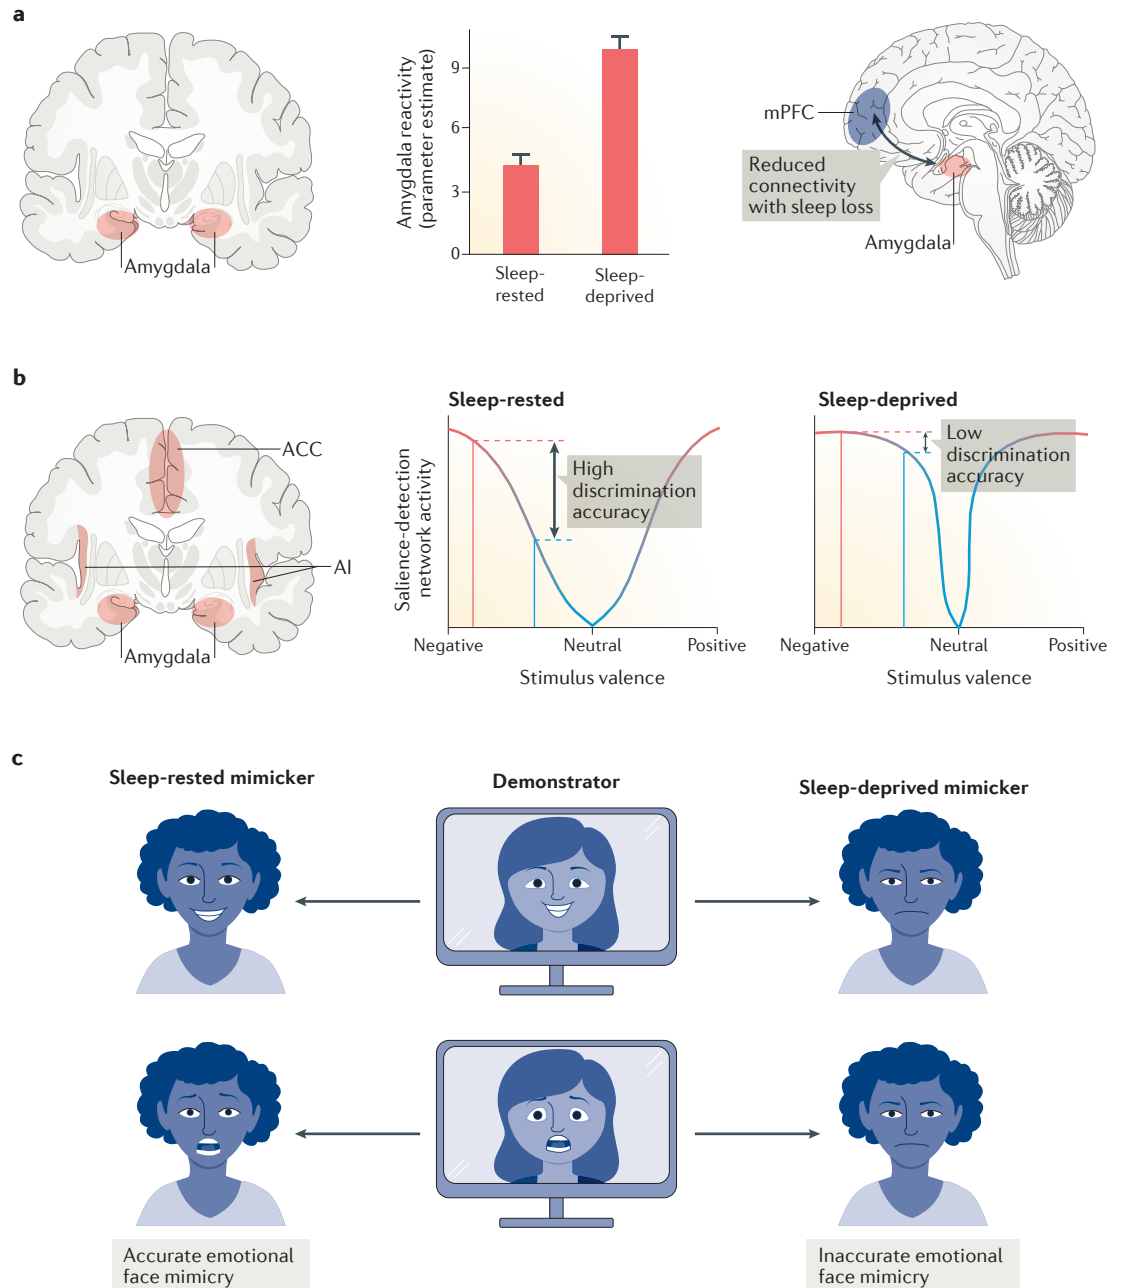 a
Amygdala
Amygdala reactivity
(parameter estimate)
9
6
3
0
Sleep-
rested
Sleep-
deprived
mPFC
Reduced
connectivity
with sleep loss
Amygdala
b
ACC
AI
Amygdala
Sleep-rested
Salience-detection
network activity
High
discrimination
accuracy
Negative
Neutral
Positive
Stimulus valence
Sleep-deprived
Low
discrimination
accuracy
Negative
Neutral
Positive
Stimulus valence
c
Sleep-rested mimicker
Demonstrator
Sleep-deprived mimicker
Accurate emotional
face mimicry
Inaccurate emotional
face mimicry